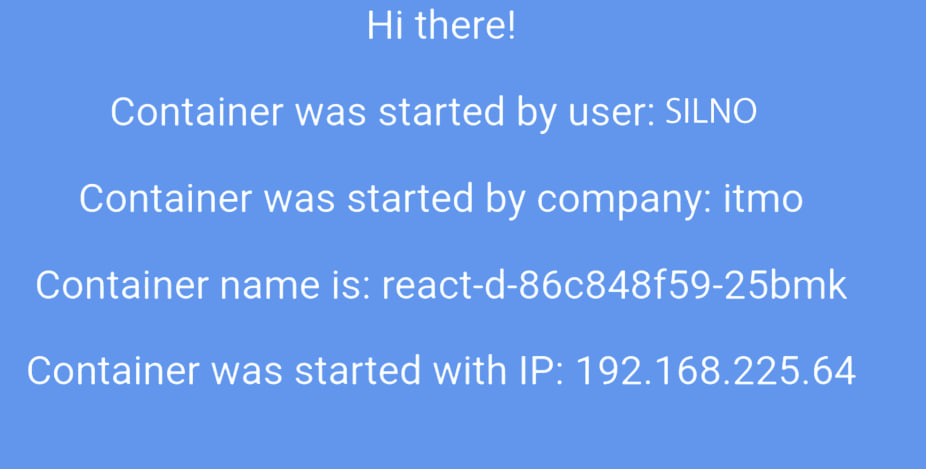 Hi there!
Container was started by user: SILNO
Container was started by company: itmo
Container name is: react-d-86c848f59-25bmk
Container was started with IP: 192.168.225.64